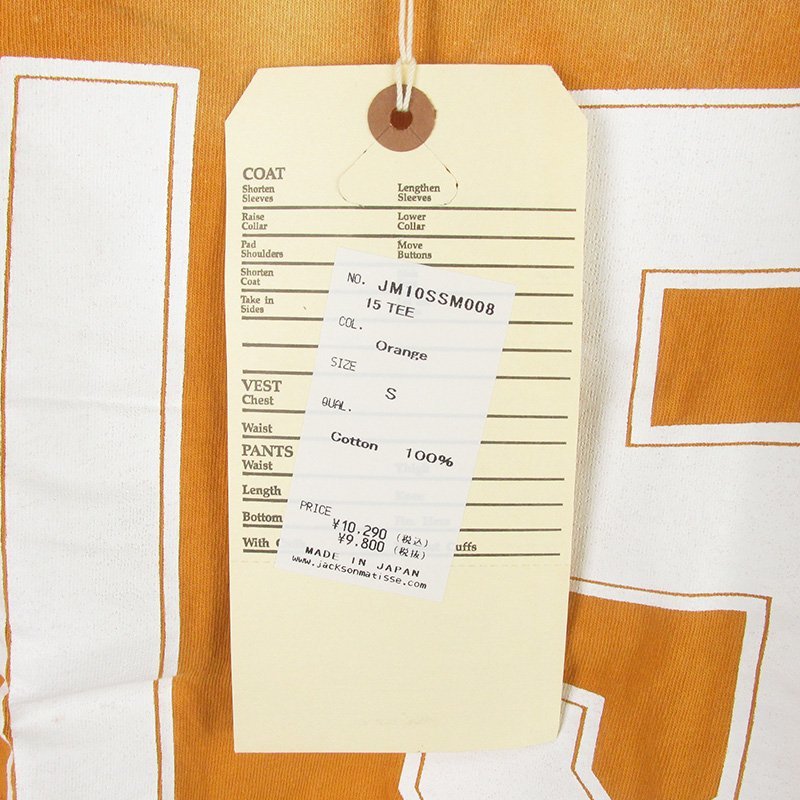 COAT
Shorten Sleeves Lengthen Sleeves
Raise Collar Lower Collar
Pad Shoulders Move Buttons
Shorten Coat
Take in Sides
VEST
Chest
Waist
PANTS
Waist
Length
Bottom
With Cuffs
NO. JM10SSM008
15 TEE
COL.
Orange
SIZE
S
QUAL.
Cotton 100%
PRICE
¥10.290 (税込)
¥9.800 (税抜)
MADE IN JAPAN
www.jacksonmatisse.com